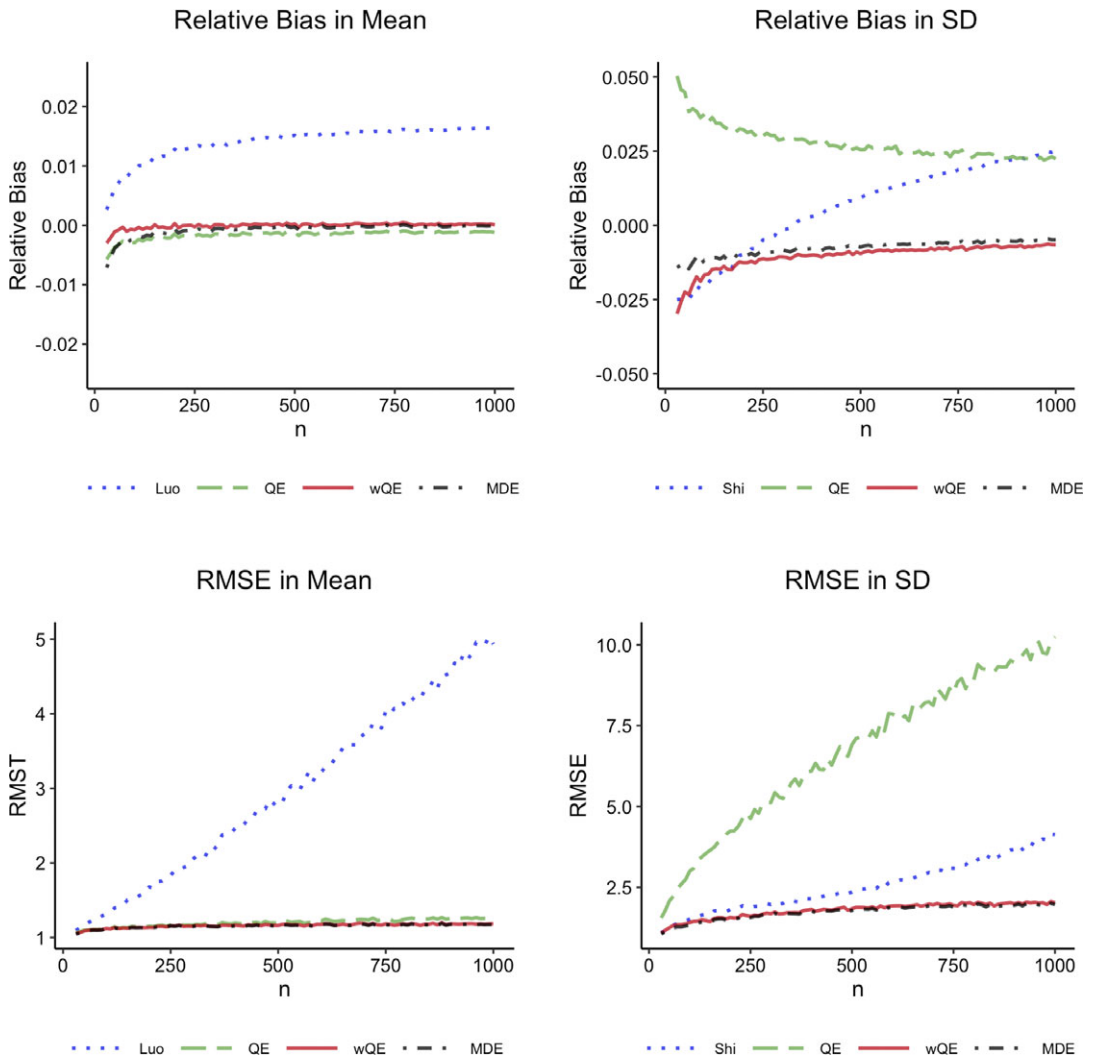 Relative Bias in Mean
Relative Bias
0.02
0.01
0.00
-0.01
-0.02
0 250 500 750 1000
n
Luo QE wQE MDE
Relative Bias in SD
Relative Bias
0.050
0.025
0.000
-0.025
-0.050
0 250 500 750 1000
n
Shi QE wQE MDE
RMSE in Mean
RMST
5
4
3
2
1
0 250 500 750 1000
n
Luo QE wQE MDE
RMSE in SD
RMSE
10.0
7.5
5.0
2.5
0 250 500 750 1000
n
Shi QE wQE MDE